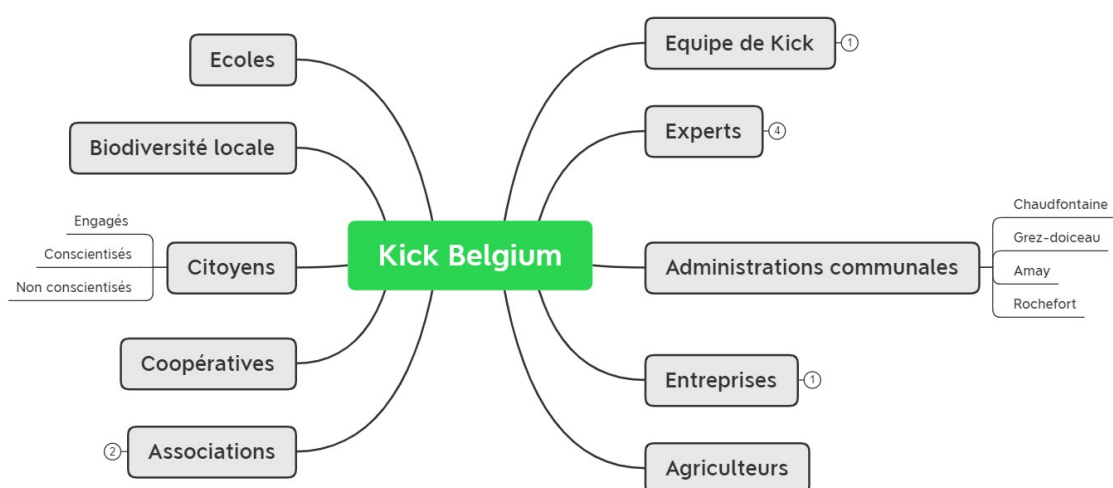 Kick Belgium
Equipe de Kick
1
Experts
4
Administrations communales
Chaudfontaine
Grez-doiceau
Amay
Rochefort
Entreprises
1
Agriculteurs
Ecoles
Biodiversité locale
Citoyens
Engagés
Conscientisés
Non conscientisés
Coopératives
Associations
2